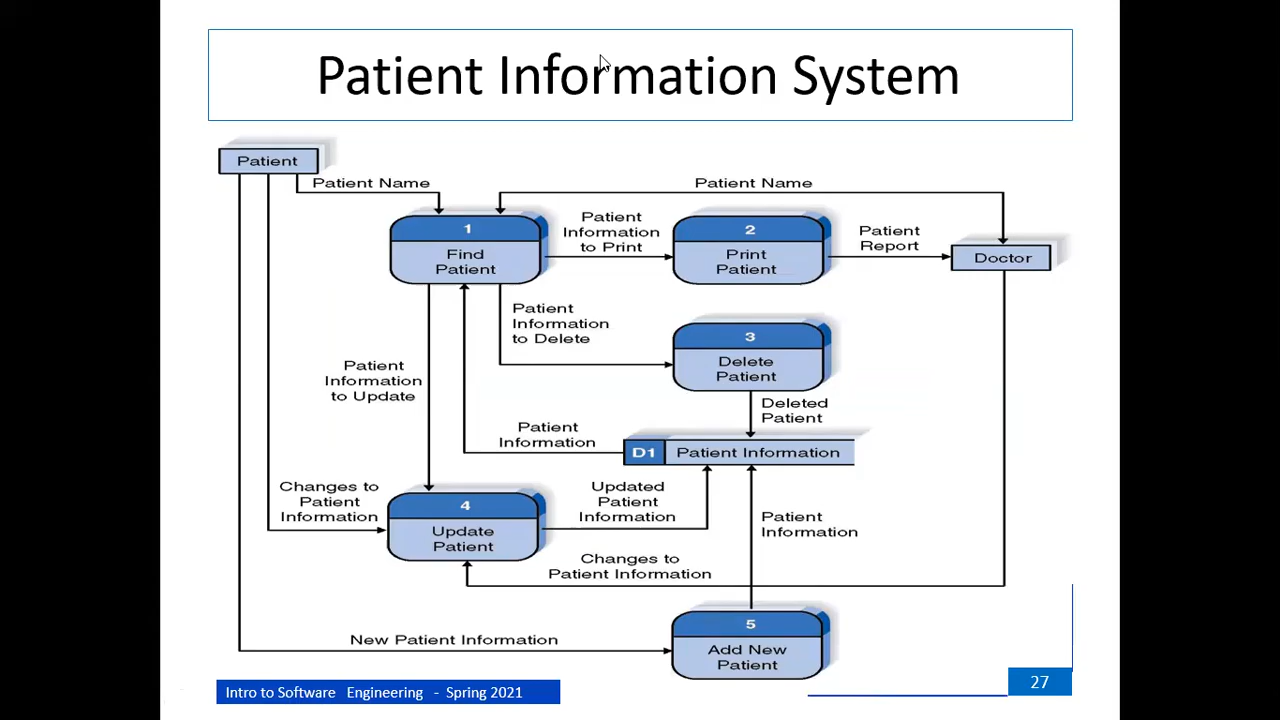 Patient Information System
Patient
Patient Name
Patient Name
1
Find
Patient
Patient
Information
to Print
2
Print
Patient
Patient
Report
Doctor
Patient
Information
to Delete
3
Delete
Patient
Patient
Information
to Update
Deleted
Patient
Patient
Information
D1 Patient Information
Changes to
Patient
Information
4
Update
Patient
Updated
Patient
Information
Patient
Information
Changes to
Patient Information
5
Add New
Patient
New Patient Information
Intro to Software Engineering - Spring 2021
27